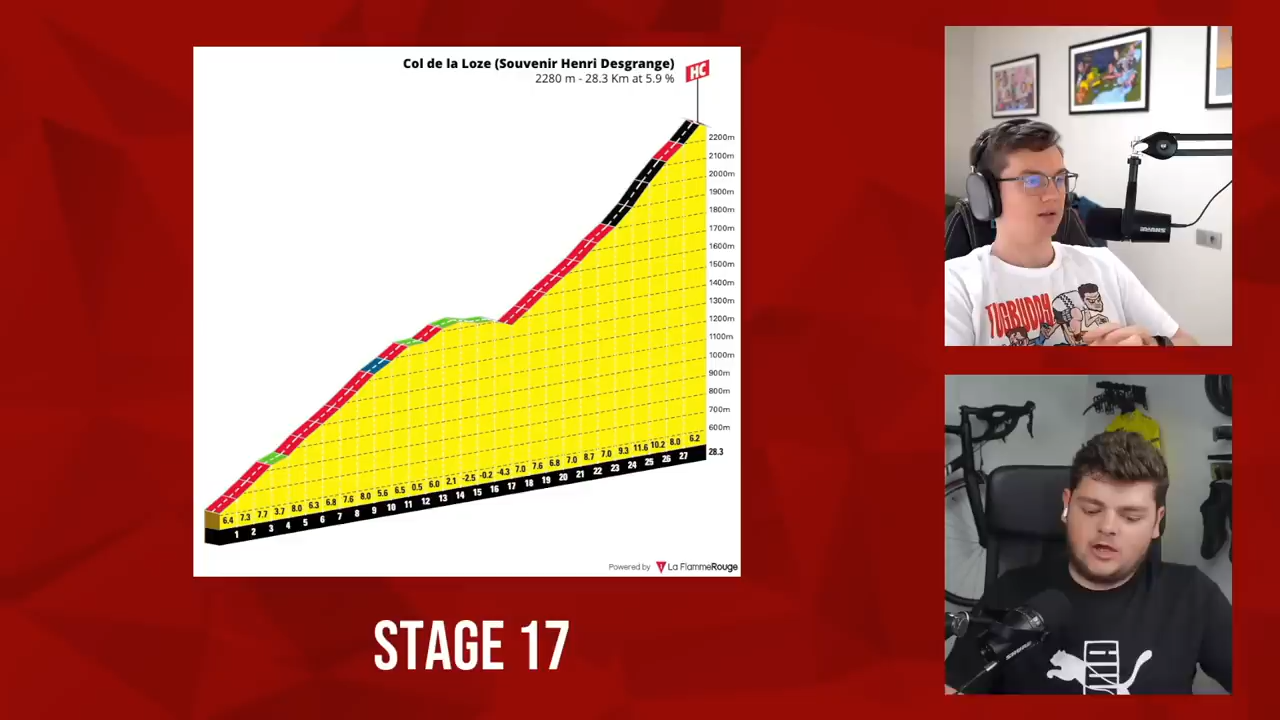 Col de la Loze (Souvenir Henri Desgrange)
2280 m - 28.3 Km at 5.9 %
HC
2200m
2100m
2000m
1900m
1800m
1700m
1600m
1500m
1400m
1300m
1200m
1100m
1000m
900m
800m
700m
600m
6.4 7.3 7.7 3.7 8.0 6.3 6.8 7.6 8.0 5.6 6.5 0.5 6.0 2.1 -2.5 -0.2 -4.3 7.0 7.6 6.8 7.0 8.7 7.0 9.3 11.6 10.2 8.0 6.2
1 2 3 4 5 6 7 8 9 10 11 12 13 14 15 16 17 18 19 20 21 22 23 24 25 26 27 28.3
Powered by La FlammeRouge
STAGE 17
TUGBUDDY
SHURE